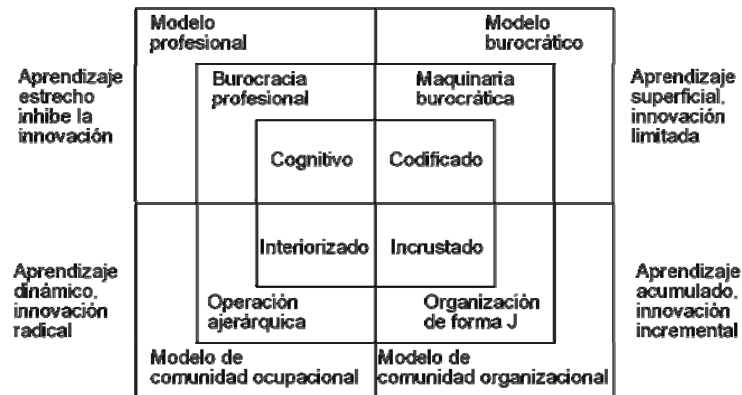 Modelo
profesional
Modelo
burocrático
Aprendizaje
estrecho
inhibe la
innovación
Burocracia
profesional
Maquinaria
burocrática
Aprendizaje
superficial,
innovación
limitada
Cognitivo
Codificado
Interiorizado
Incrustado
Aprendizaje
dinámico,
innovación
radical
Operación
ajerárquica
Organización
de forma J
Aprendizaje
acumulado,
innovación
incremental
Modelo de
comunidad ocupacional
Modelo de
comunidad organizacional